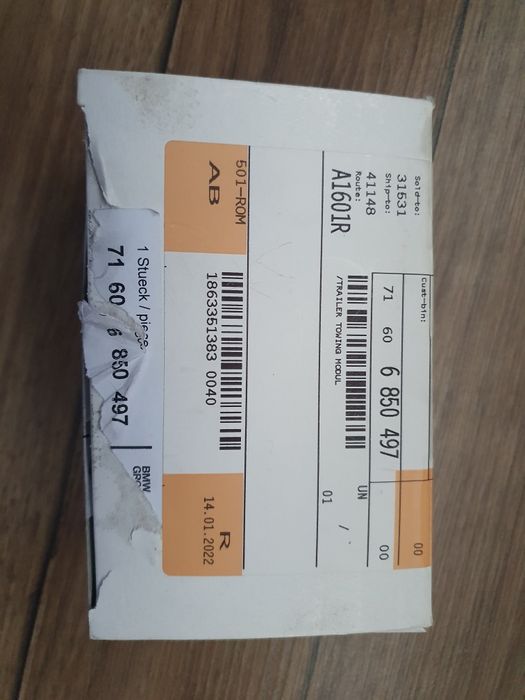 Sold-to:
31531
Ship-to:
41148
Route:
A1601R
Cust-bin:
00
71 60 6 850 497 00
/TRAILER TOWING MODUL
UN /
01
501-ROM
AB
1863351383 0040
R
14.01.2022
1 Stueck / piece
71 60 6 850 497
BMW